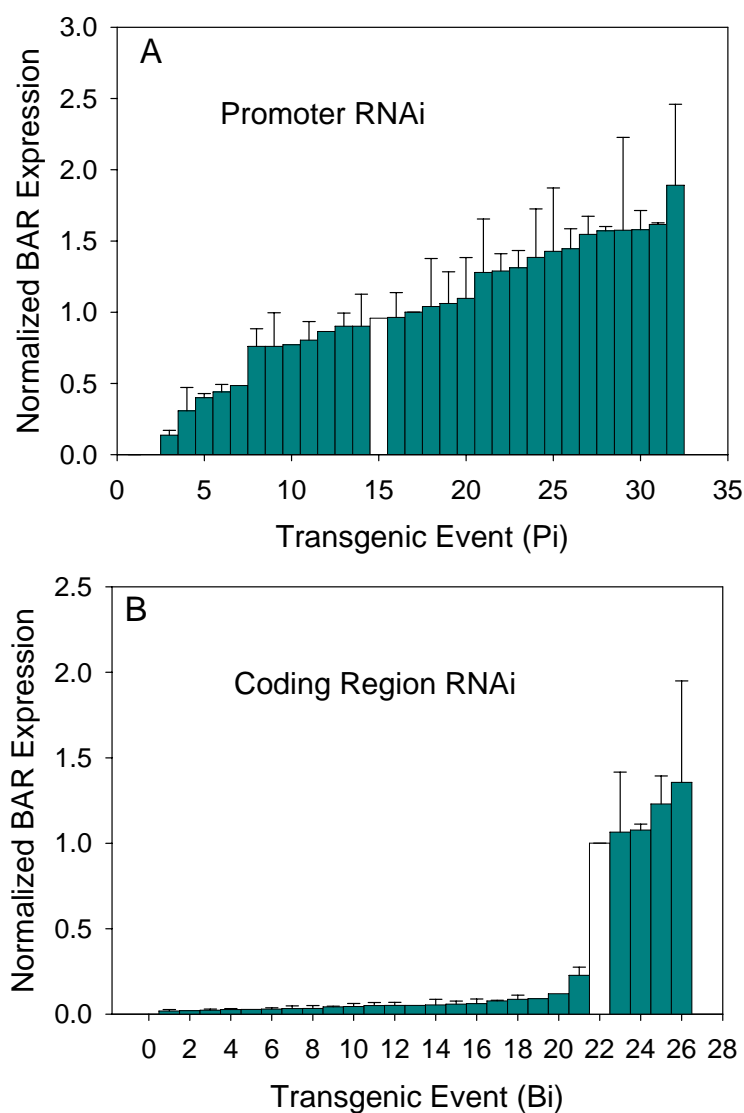 A
Promoter RNAi
Normalized BAR Expression
3.0
2.5
2.0
1.5
1.0
0.5
0.0
0 5 10 15 20 25 30 35
Transgenic Event (Pi)
B
Coding Region RNAi
Normalized BAR Expression
2.5
2.0
1.5
1.0
0.5
0.0
0 2 4 6 8 10 12 14 16 18 20 22 24 26 28
Transgenic Event (Bi)